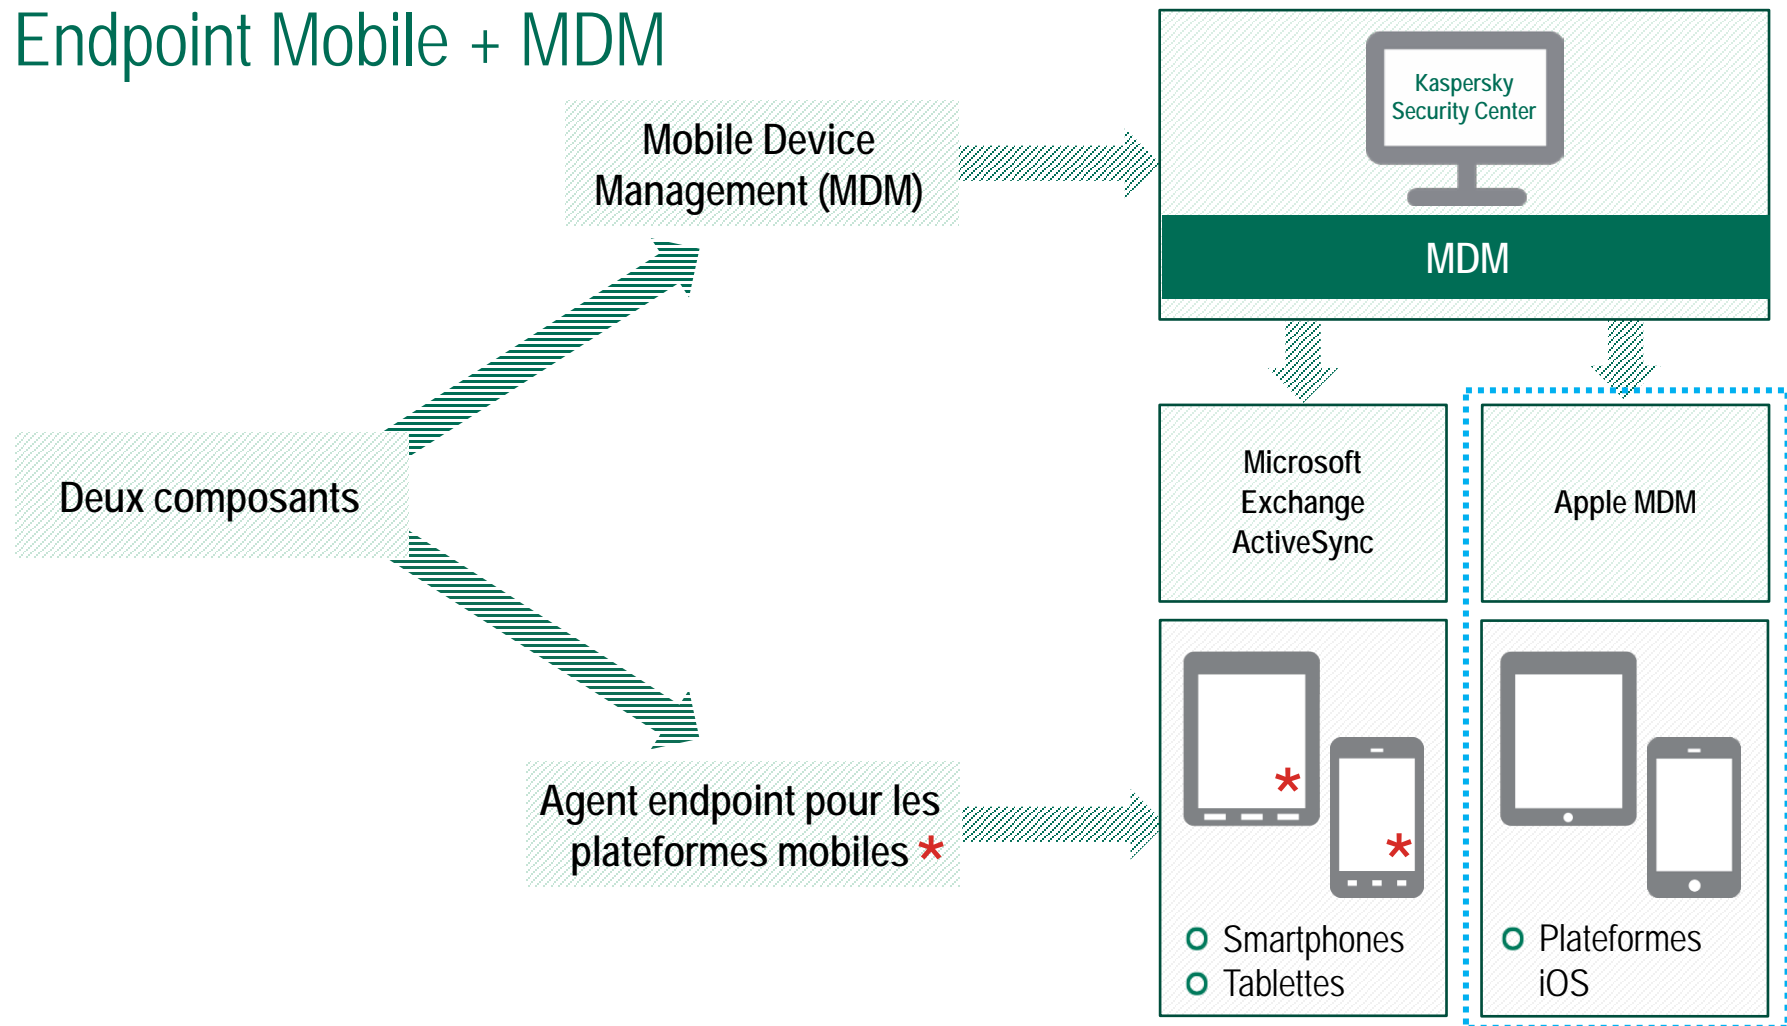 Endpoint Mobile + MDM
Kaspersky
Security Center
Mobile Device
Management (MDM)
MDM
Deux composants
Microsoft
Exchange
ActiveSync
Apple MDM
Agent endpoint pour les
plateformes mobiles *
*
*
Smartphones
Tablettes
Plateformes
iOS